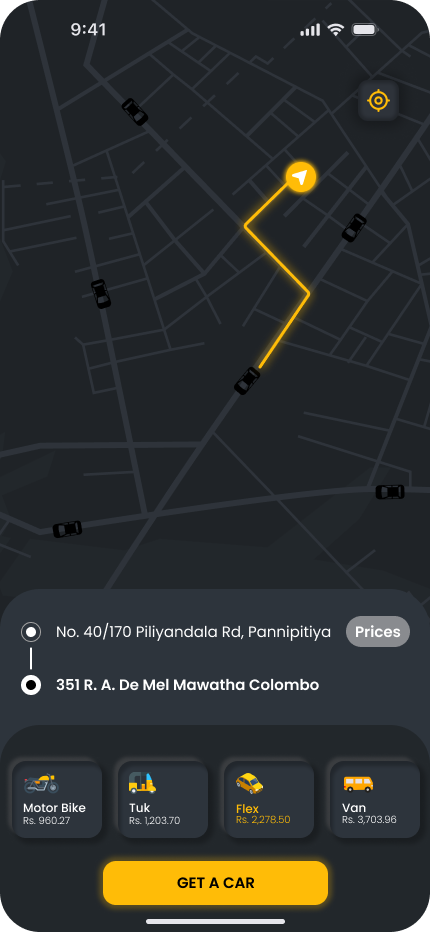 9:41
No. 40/170 Piliyandala Rd, Pannipitiya
Prices
351 R. A. De Mel Mawatha Colombo
Motor Bike
Rs. 960.27
Tuk
Rs. 1,203.70
Flex
Rs. 2,278.50
Van
Rs. 3,703.96
GET A CAR